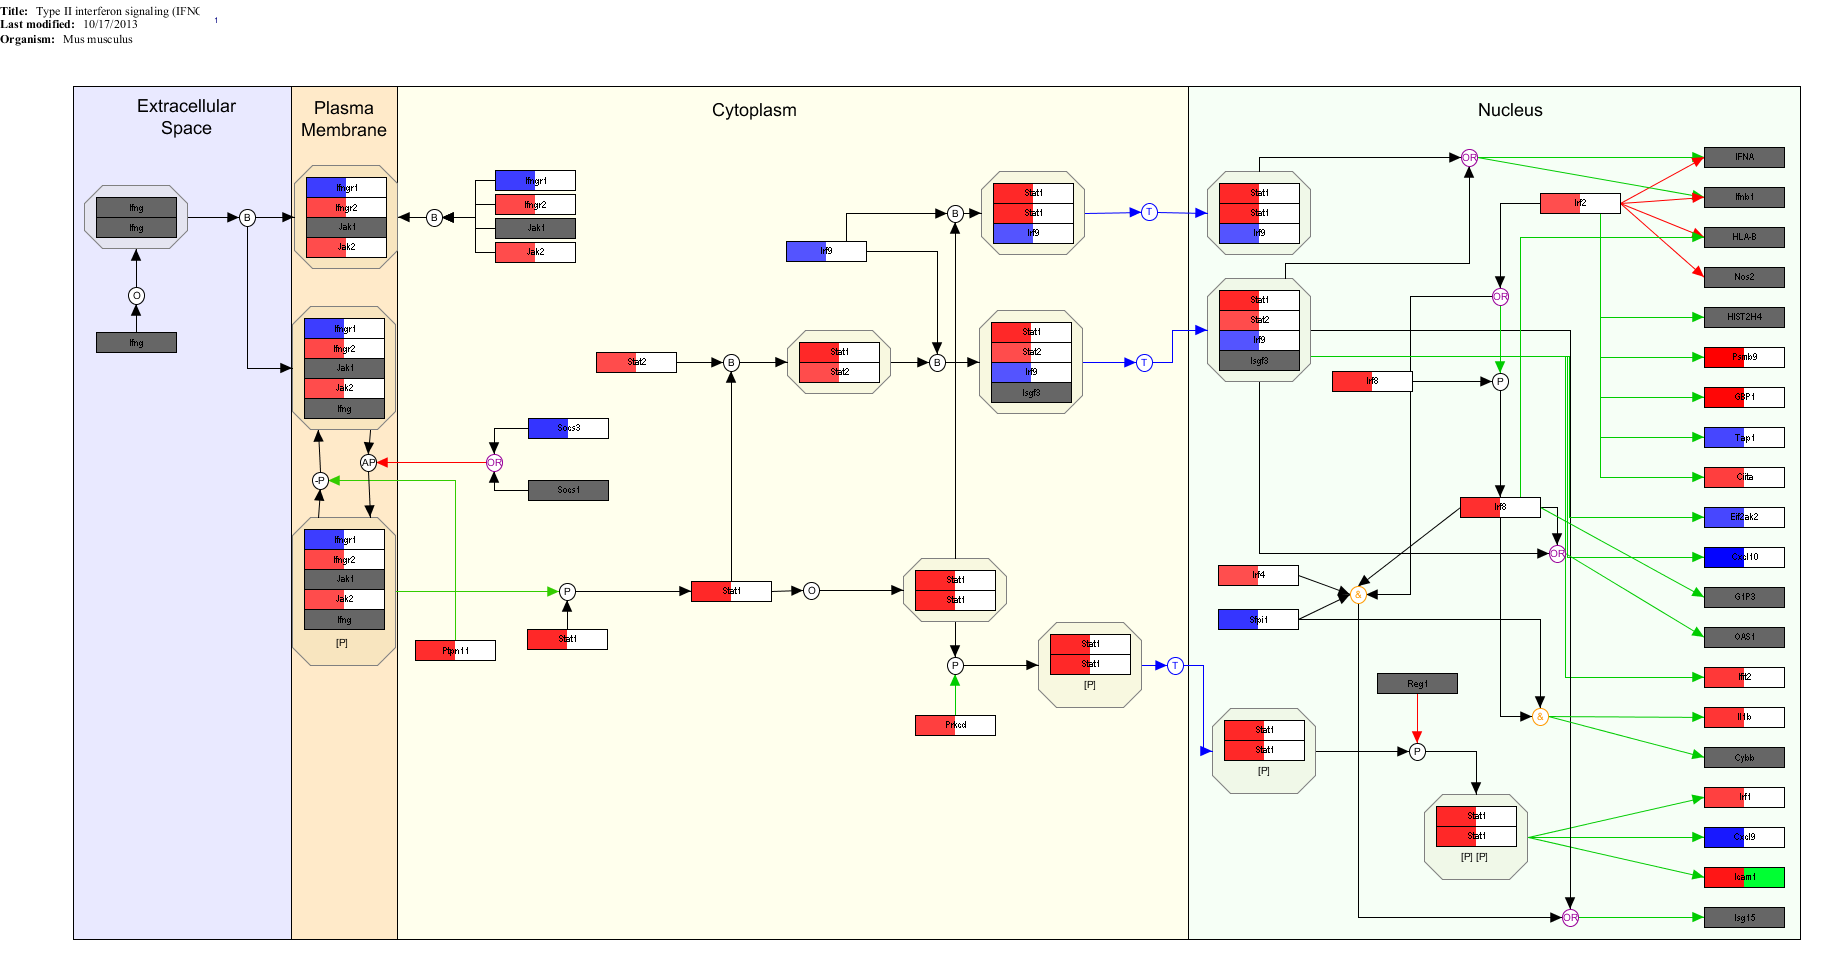 Title: Type II interferon signaling (IFNG
1
Last modified: 10/17/2013
Organism: Mus musculus
Extracellular
Space
Plasma
Membrane
Cytoplasm
Nucleus
Ifng
Ifng
B
O
Ifng
Ifngr1
Ifngr2
Jak1
Jak2
B
Ifngr1
Ifngr2
Jak1
Jak2
Ifngr1
Ifngr2
Jak1
Jak2
Ifng
AP
-P
Ifngr1
Ifngr2
Jak1
Jak2
Ifng
[P]
OR
Socs3
Socs1
Ptpn11
P
Stat1
Stat1
O
Stat2
B
Stat1
Stat2
B
Irf9
B
Stat1
Stat1
Irf9
T
Stat1
Stat2
Irf9
Isgf3
T
Stat1
Stat1
P
Prkcd
Stat1
Stat1
[P]
T
Stat1
Stat1
Irf9
Stat1
Stat2
Irf9
Isgf3
OR
Irf2
OR
Irf8
P
Irf8
OR
Irf4
Sfpi1
&
&
Reg1
P
Stat1
Stat1
[P]
Stat1
Stat1
[P] [P]
OR
IFNA
Ifnb1
HLA-B
Nos2
HIST2H4
Psmb9
GBP1
Tap1
Ciita
Eif2ak2
Cxcl10
G1P3
OAS1
Ifit2
Il1b
Cybb
Irf1
Cxcl9
Icam1
Isg15